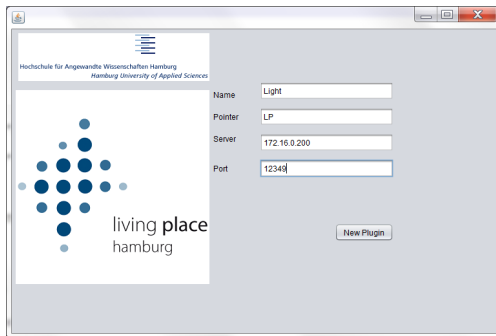 Hochschule für Angewandte Wissenschaften Hamburg
Hamburg University of Applied Sciences
Name
Light
Pointer
LP
Server
172.16.0.200
Port
12349
living place
hamburg
New Plugin